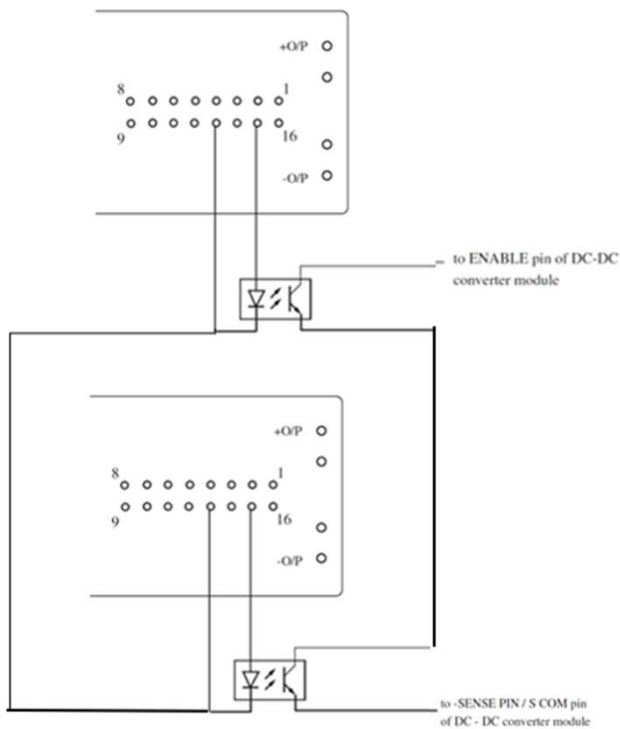 +O/P
8 1
9 16
-O/P
to ENABLE pin of DC-DC
converter module
+O/P
8 1
9 16
-O/P
to -SENSE PIN / S COM pin
of DC - DC converter module